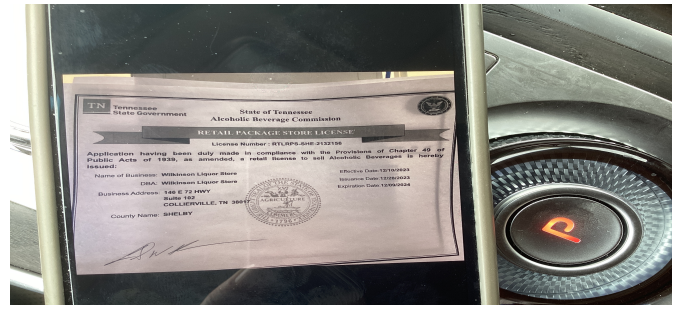 TN Tennessee
State Government
State of Tennessee
Alcoholic Beverage Commission
RETAIL PACKAGE STORE LICENSE
License Number: RTLRPS-SHE-2132156
Application having been duly made in compliance with the Provisions of Chapter 49 of
Public Acts of 1939, as amended, a retail license to sell Alcoholic Beverages is hereby
issued:
Name of Business: Wilkinson Liquor Store
DBA: Wilkinson Liquor Store
Business Address: 149 E 72 HWY
Suite 102
COLLIERVILLE, TN 38017
County Name: SHELBY
Effective Date: 12/10/2023
Issuance Date: 12/26/2023
Expiration Date: 12/09/2024
AGRICULTURE
P